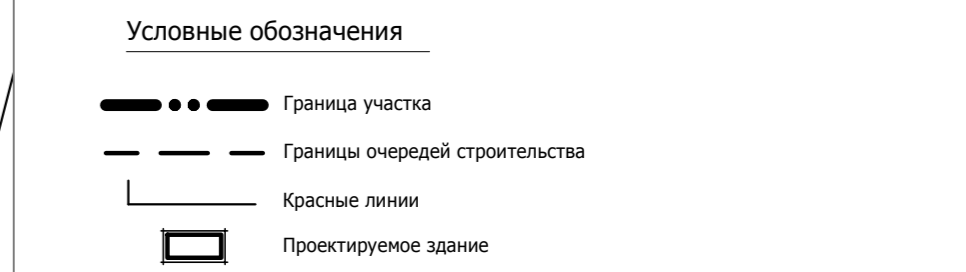 Условные обозначения
Граница участка
Границы очередей строительства
Красные линии
Проектируемое здание